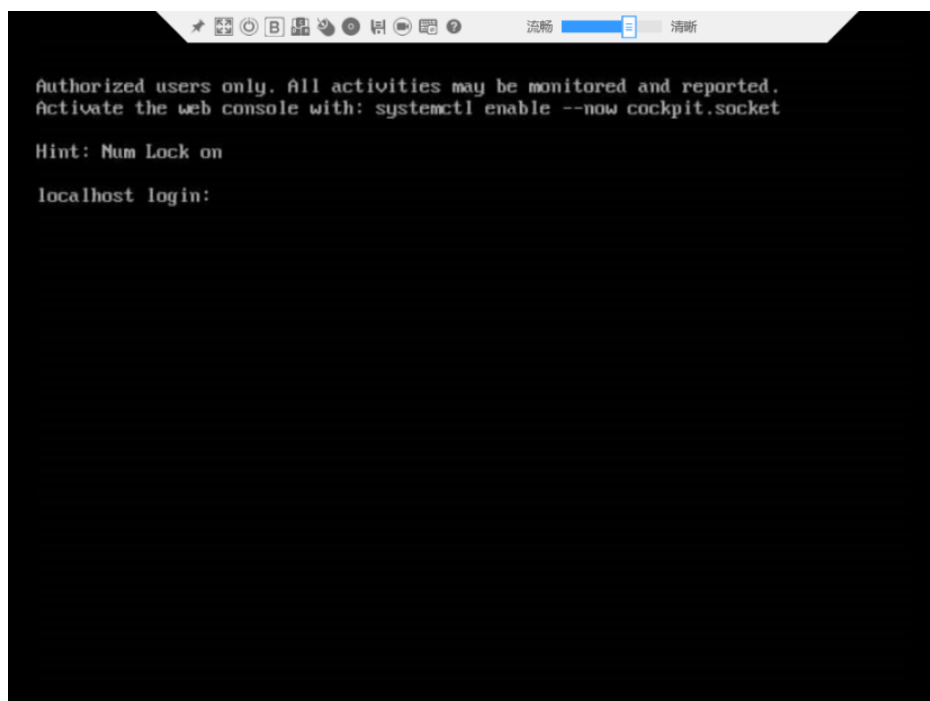 B 流畅 清晰
Authorized users only. All activities may be monitored and reported.
Activate the web console with: systemctl enable --now cockpit.socket
Hint: Num Lock on
localhost login: